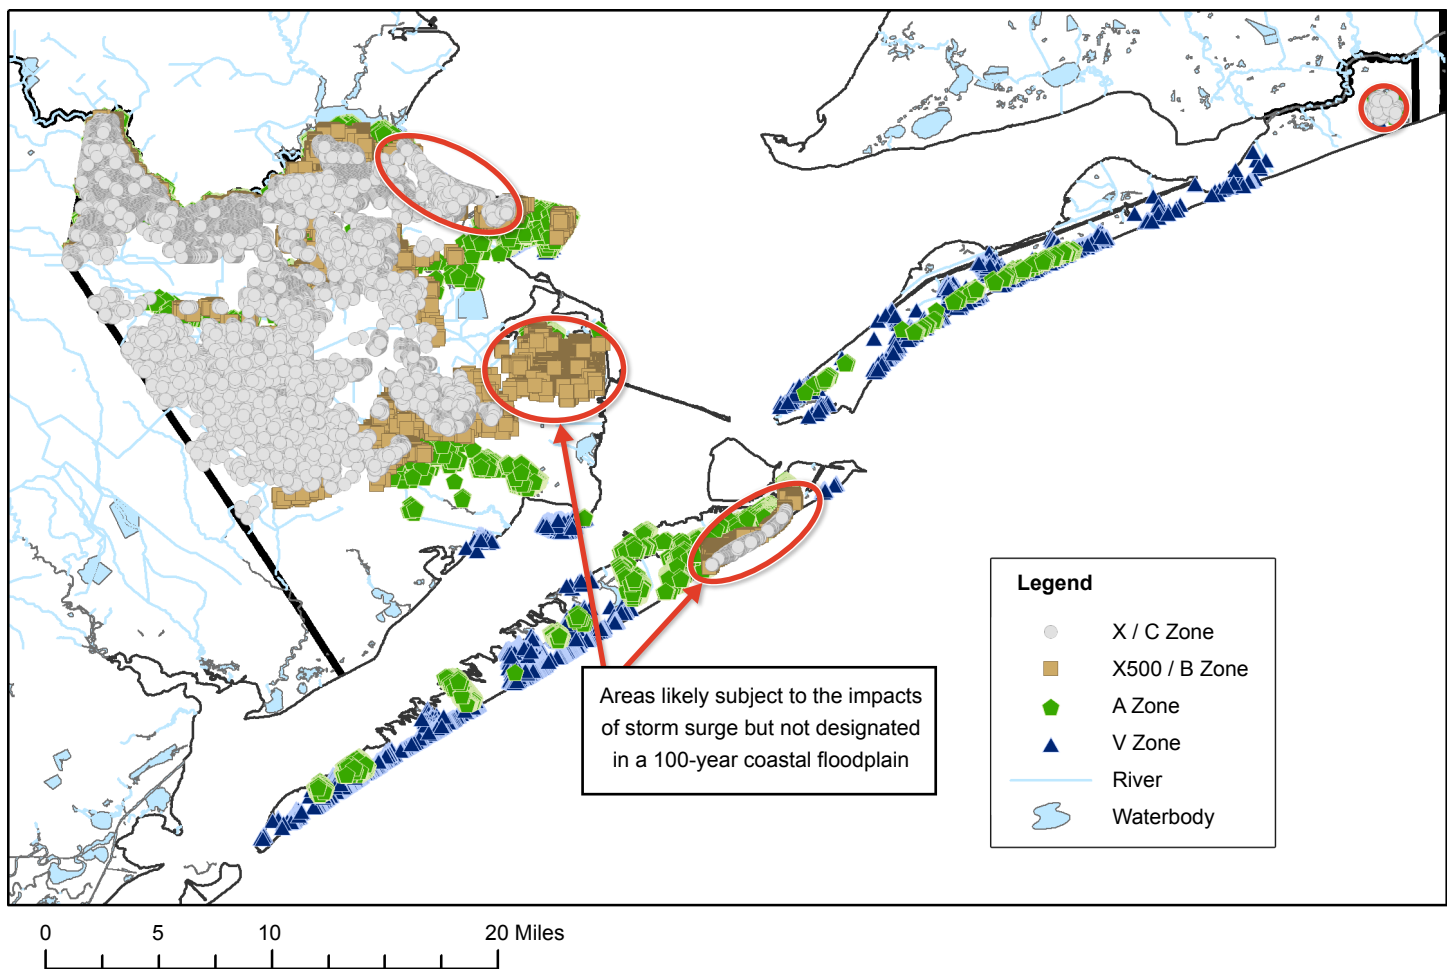 Legend
X / C Zone
X500 / B Zone
A Zone
V Zone
River
Waterbody
Areas likely subject to the impacts
of storm surge but not designated
in a 100-year coastal floodplain
0 5 10 20 Miles